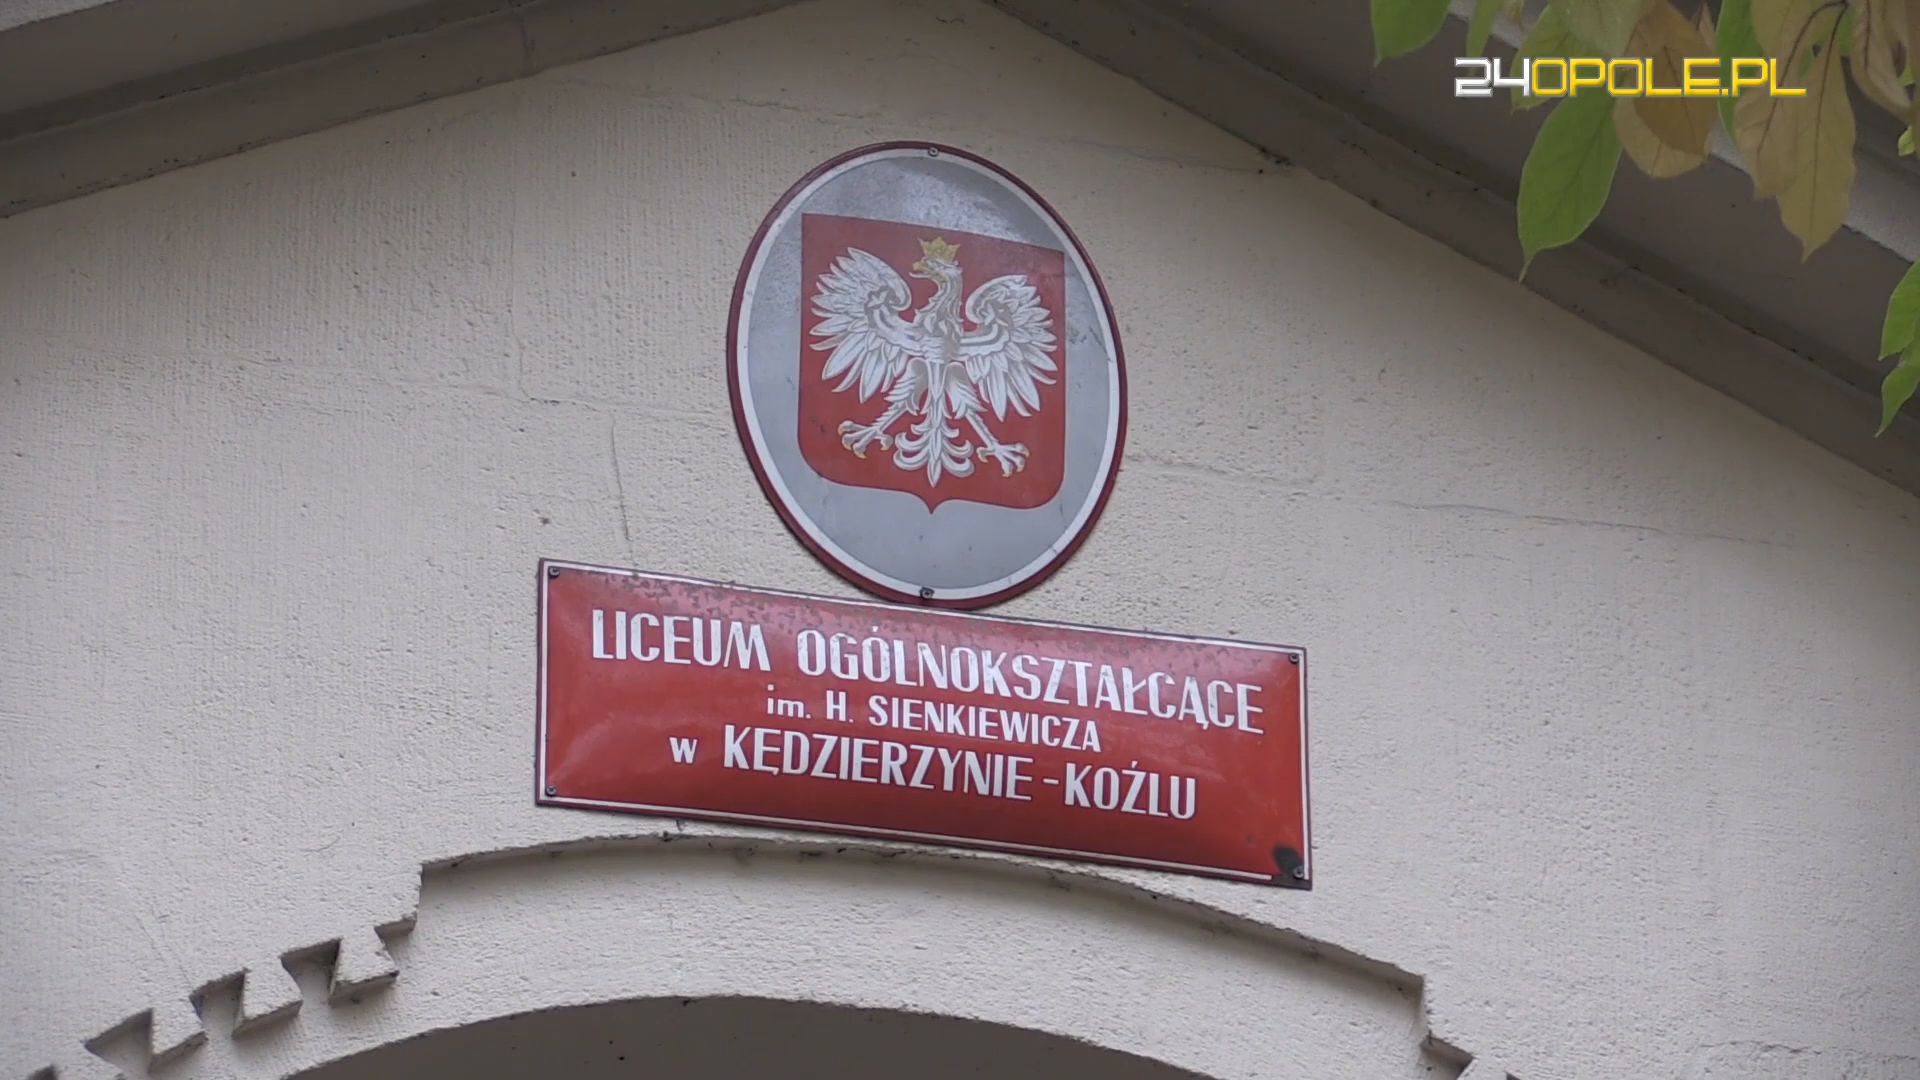 24OPOLE.PL
LICEUM OGÓLNOKSZTAŁCĄCE
im. H. SIENKIEWICZA
w KĘDZIERZYNIE-KOŹLU